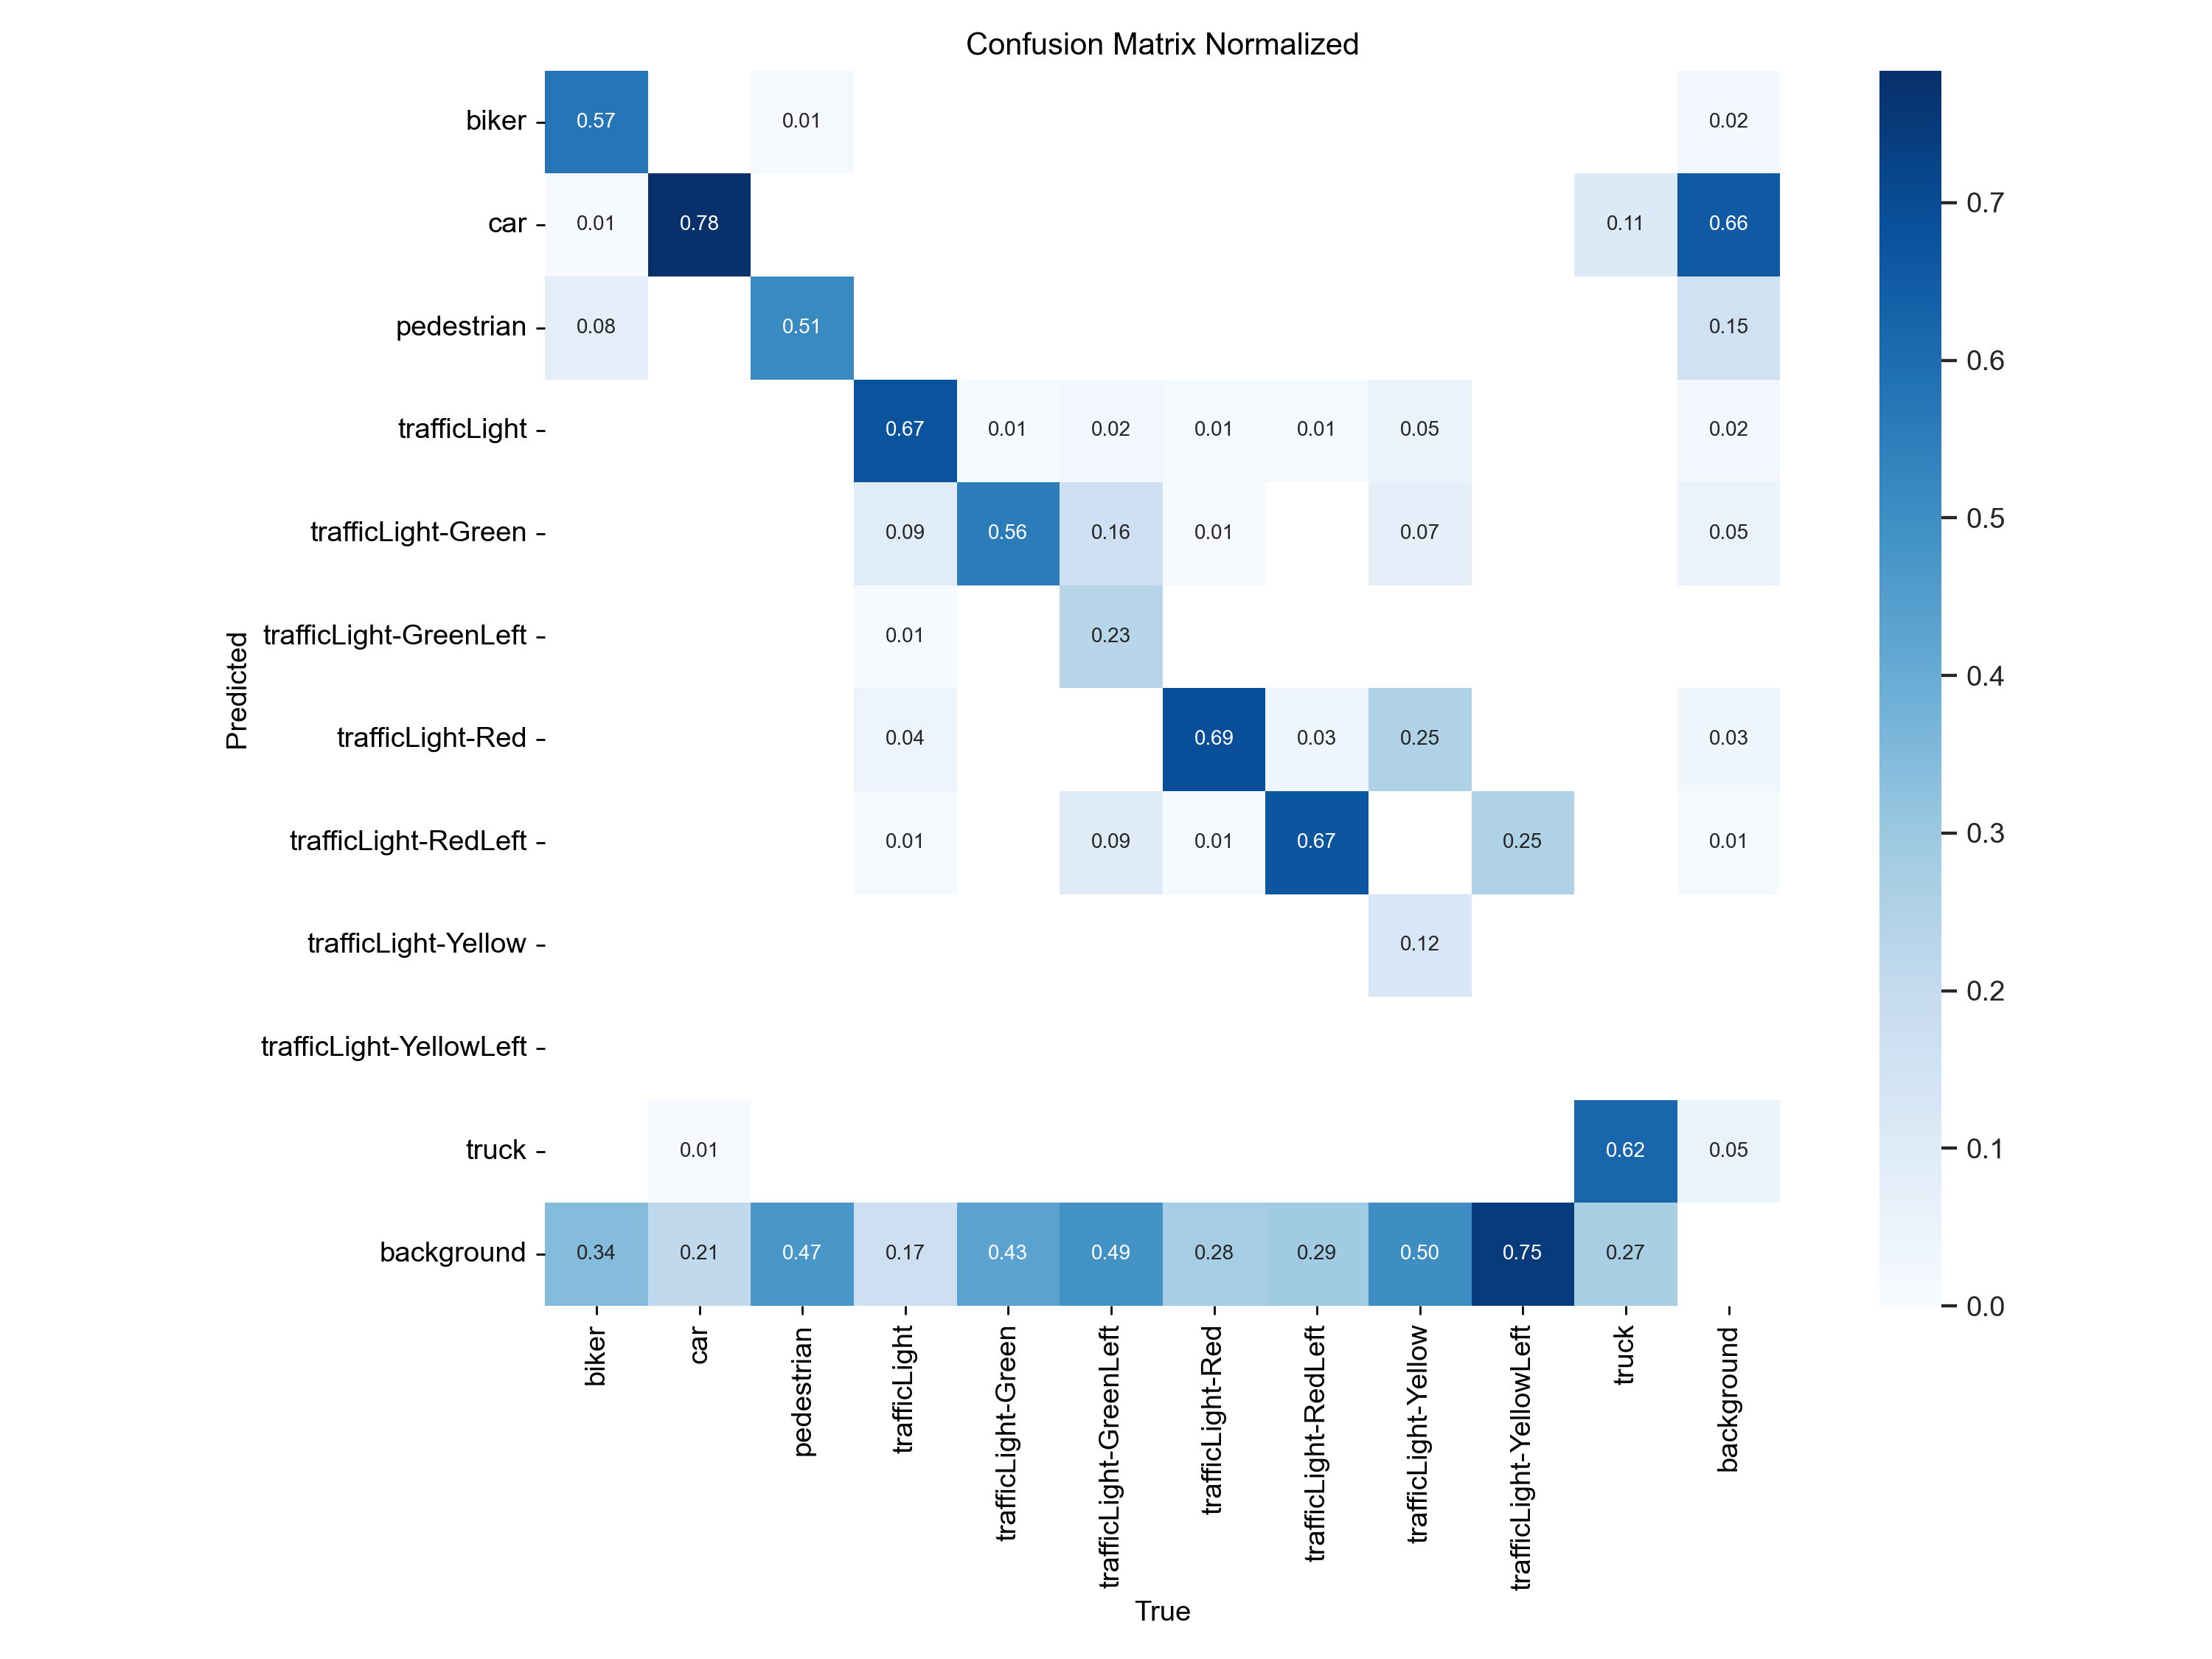 Confusion Matrix Normalized
biker 0.57 0.01 0.02
car 0.01 0.78 0.11 0.66
pedestrian 0.08 0.51 0.15
trafficLight 0.67 0.01 0.02 0.01 0.01 0.05 0.02
trafficLight-Green 0.09 0.56 0.16 0.01 0.07 0.05
trafficLight-GreenLeft 0.01 0.23
trafficLight-Red 0.04 0.69 0.03 0.25 0.03
trafficLight-RedLeft 0.01 0.09 0.01 0.67 0.25 0.01
trafficLight-Yellow 0.12
trafficLight-YellowLeft
truck 0.01 0.62 0.05
background 0.34 0.21 0.47 0.17 0.43 0.49 0.28 0.29 0.50 0.75 0.27
Predicted
biker
car
pedestrian
trafficLight
trafficLight-Green
trafficLight-GreenLeft
trafficLight-Red
trafficLight-RedLeft
trafficLight-Yellow
trafficLight-YellowLeft
truck
background
True
0.7
0.6
0.5
0.4
0.3
0.2
0.1
0.0